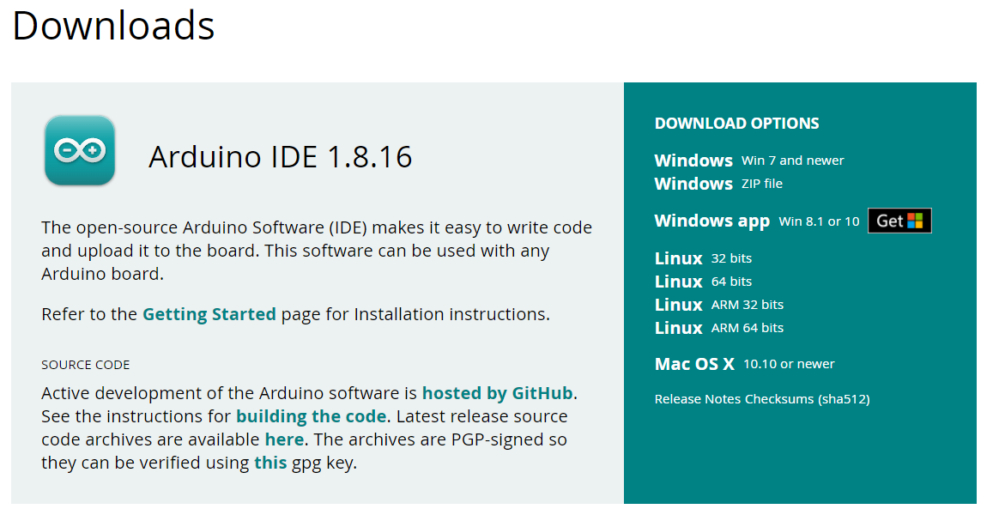 Downloads
Arduino IDE 1.8.16
The open-source Arduino Software (IDE) makes it easy to write code
and upload it to the board. This software can be used with any
Arduino board.
Refer to the Getting Started page for Installation instructions.
SOURCE CODE
Active development of the Arduino software is hosted by GitHub.
See the instructions for building the code. Latest release source
code archives are available here. The archives are PGP-signed so
they can be verified using this gpg key.
DOWNLOAD OPTIONS
Windows Win 7 and newer
Windows ZIP file
Windows app Win 8.1 or 10 Get
Linux 32 bits
Linux 64 bits
Linux ARM 32 bits
Linux ARM 64 bits
Mac OS X 10.10 or newer
Release Notes Checksums (sha512)